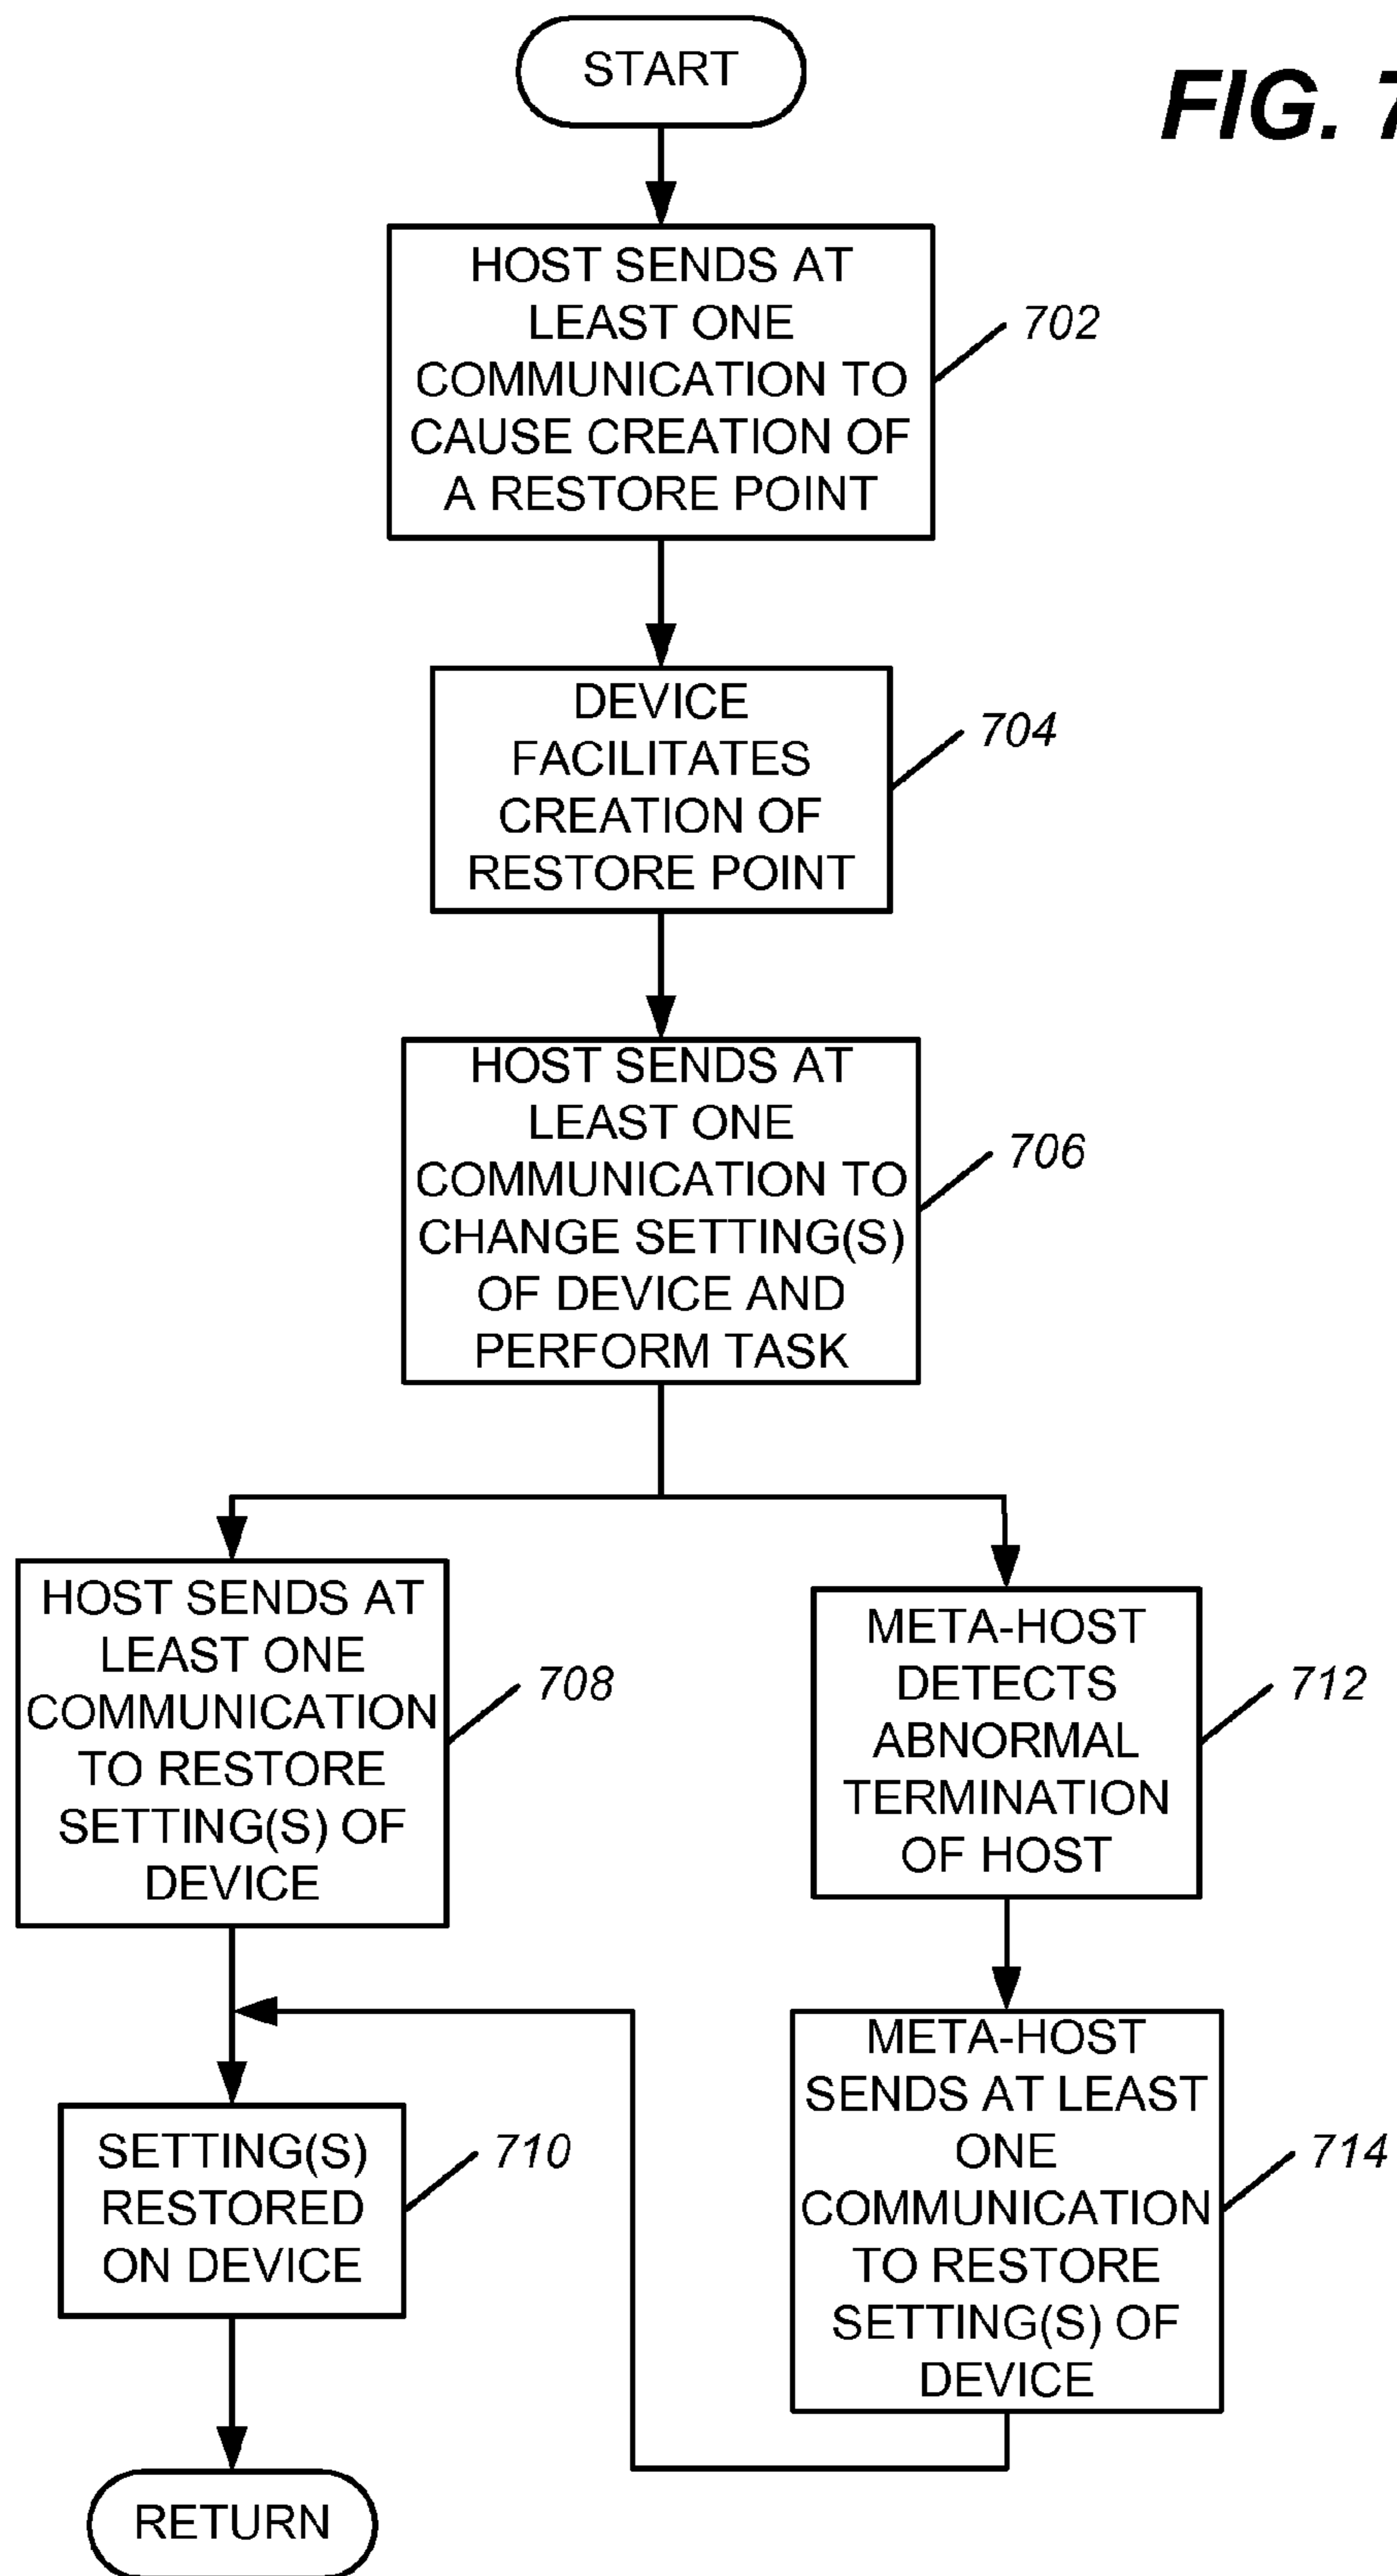 START
FIG. 7
HOST SENDS AT
LEAST ONE
COMMUNICATION TO
CAUSE CREATION OF
A RESTORE POINT
702
DEVICE
FACILITATES
CREATION OF
RESTORE POINT
704
HOST SENDS AT
LEAST ONE
COMMUNICATION TO
CHANGE SETTING(S)
OF DEVICE AND
PERFORM TASK
706
HOST SENDS AT
LEAST ONE
COMMUNICATION
TO RESTORE
SETTING(S) OF
DEVICE
708
META-HOST
DETECTS
ABNORMAL
TERMINATION
OF HOST
712
META-HOST
SENDS AT LEAST
ONE
COMMUNICATION
TO RESTORE
SETTING(S) OF
DEVICE
714
SETTING(S)
RESTORED
ON DEVICE
710
RETURN